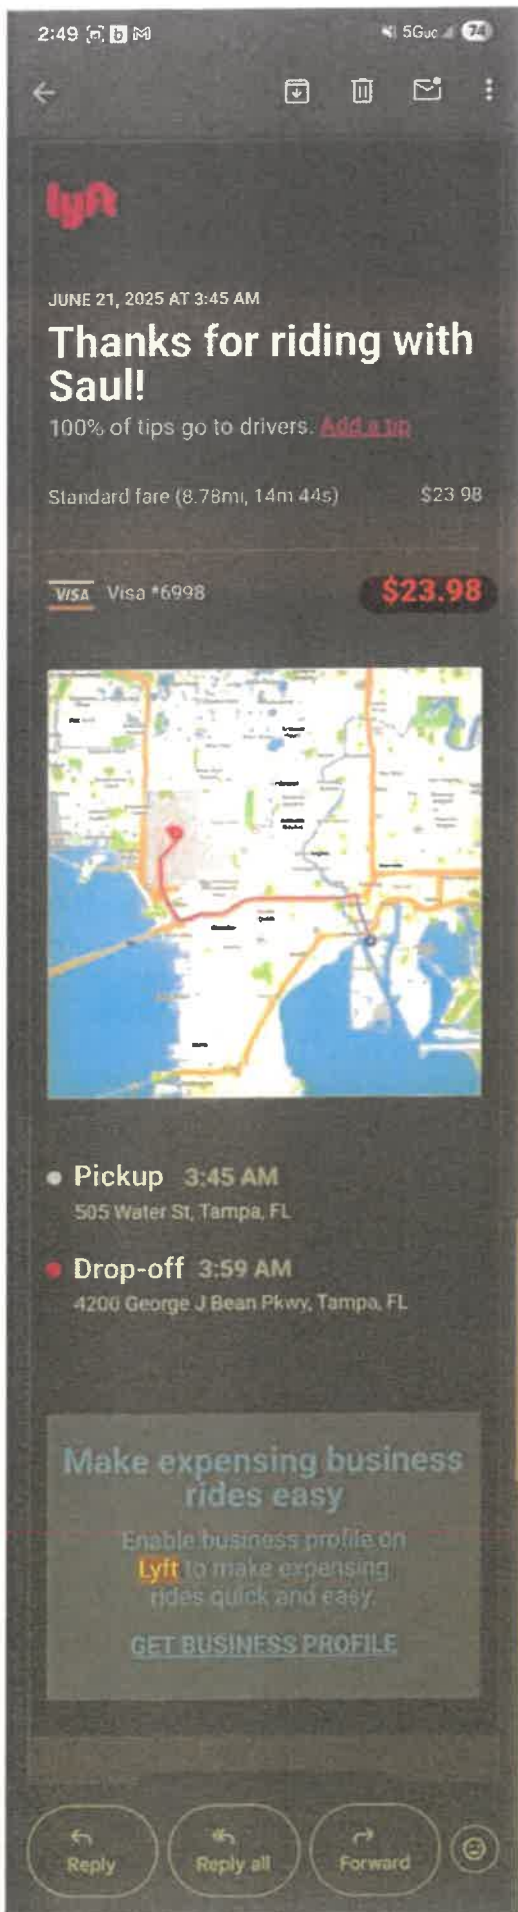 2:49
5GUC
74
lyft
JUNE 21, 2025 AT 3:45 AM
Thanks for riding with
Saul!
100% of tips go to drivers. Add a tip
Standard fare (8.78mi, 14m 44s) $23.98
VISA Visa *6998 $23.98
Pickup 3:45 AM
505 Water St, Tampa, FL
Drop-off 3:59 AM
4200 George J Bean Pkwy, Tampa, FL
Make expensing business
rides easy
Enable business profile on
Lyft to make expensing
rides quick and easy.
GET BUSINESS PROFILE
Reply
Reply all
Forward